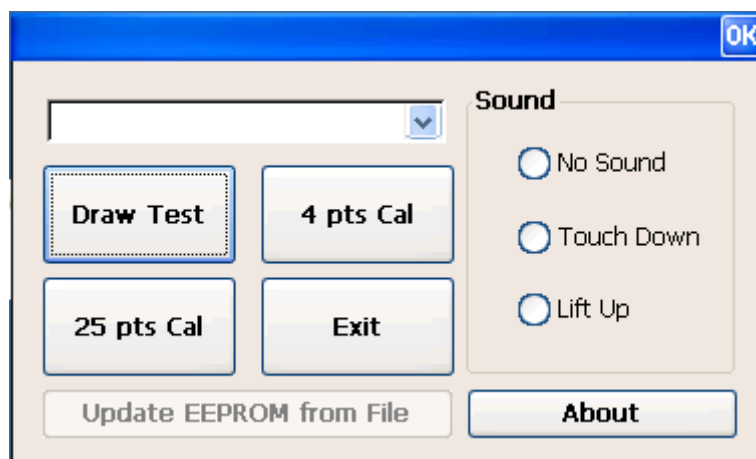 OK
Sound
No Sound
Draw Test
4 pts Cal
Touch Down
Lift Up
25 pts Cal
Exit
Update EEPROM from File
About